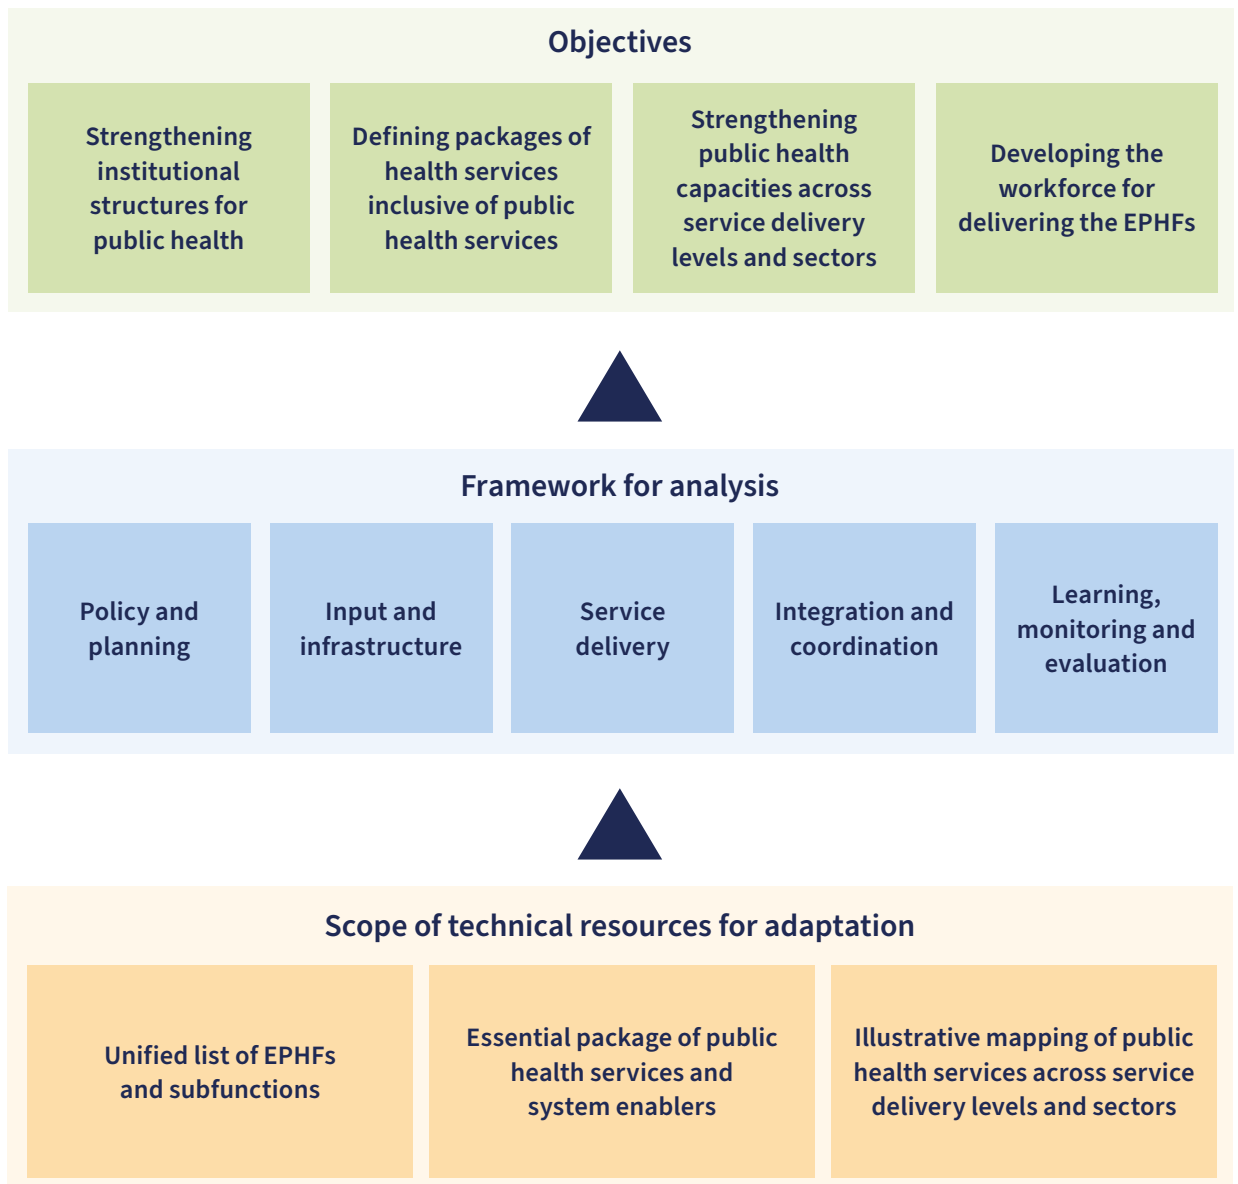 Objectives
Strengthening
institutional
structures for
public health
Defining packages of
health services
inclusive of public
health services
Strengthening
public health
capacities across
service delivery
levels and sectors
Developing the
workforce for
delivering the EPHFs
Framework for analysis
Policy and
planning
Input and
infrastructure
Service
delivery
Integration and
coordination
Learning,
monitoring and
evaluation
Scope of technical resources for adaptation
Unified list of EPHFs
and subfunctions
Essential package of public
health services and
system enablers
Illustrative mapping of public
health services across service
delivery levels and sectors